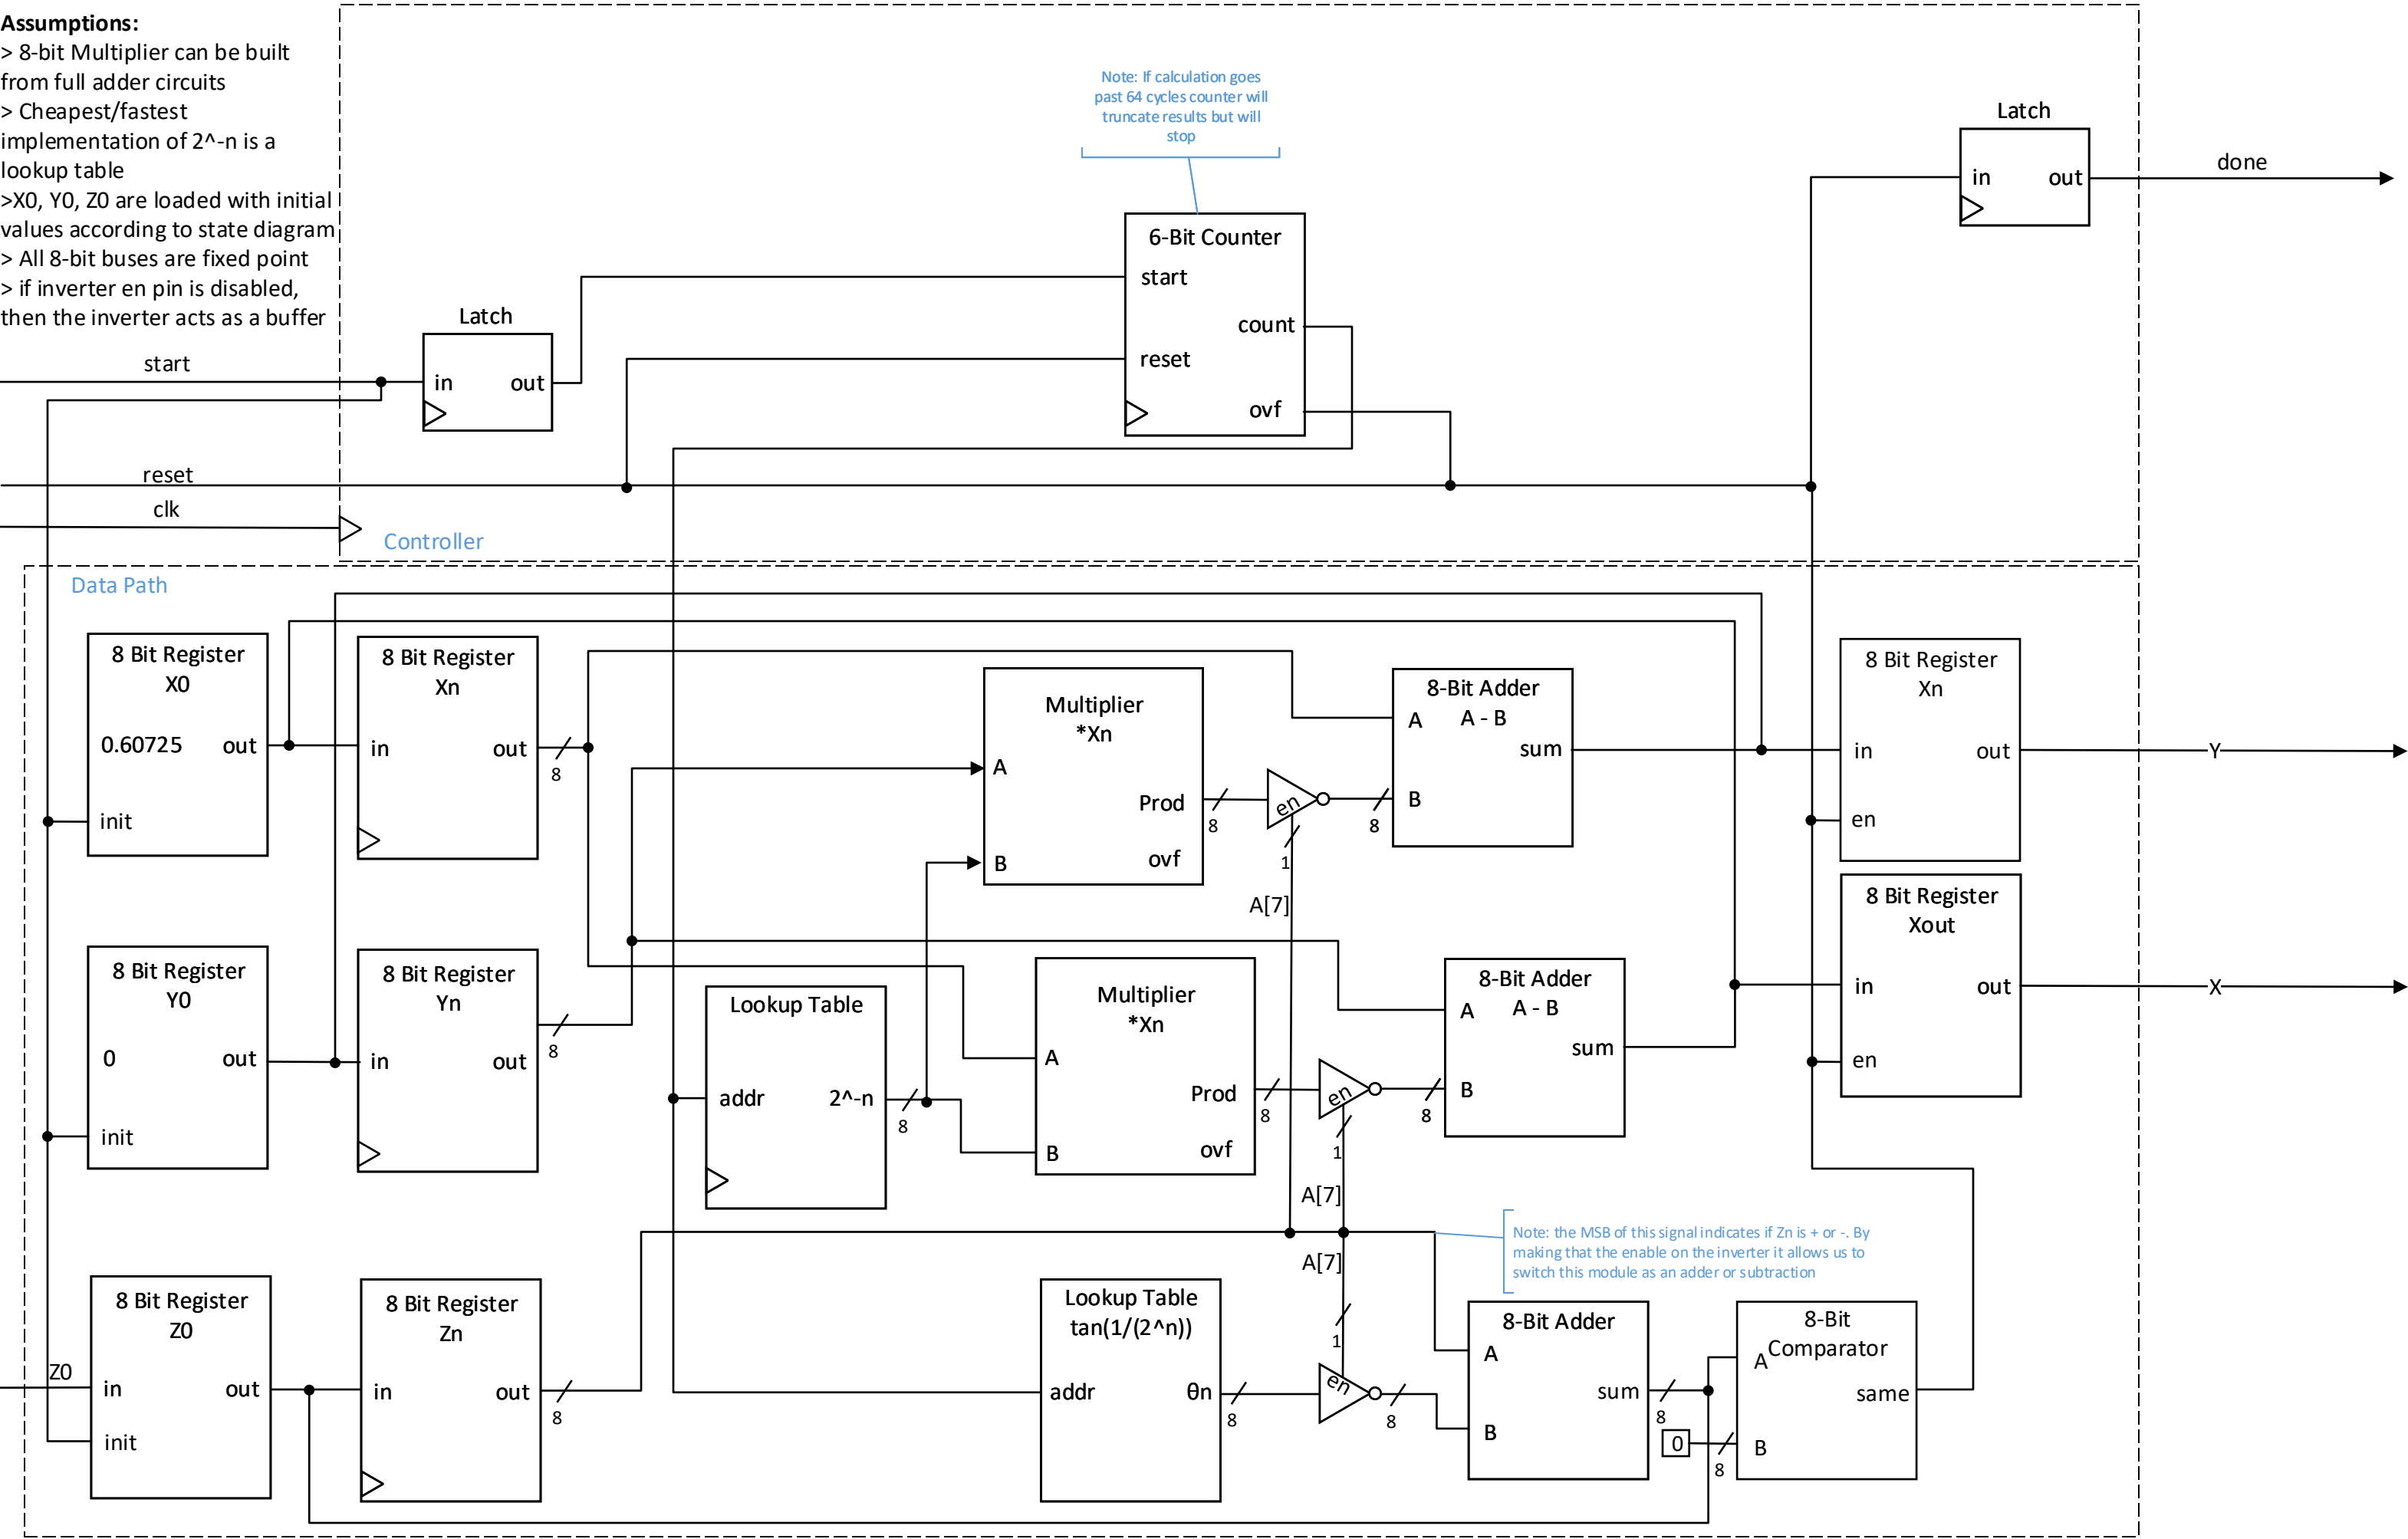 Assumptions:
> 8-bit Multiplier can be built
from full adder circuits
> Cheapest/fastest
implementation of 2^-n is a
lookup table
>X0, Y0, Z0 are loaded with initial
values according to state diagram
> All 8-bit buses are fixed point
> if inverter en pin is disabled,
then the inverter acts as a buffer
Note: If calculation goes
past 64 cycles counter will
truncate results but will
stop
Latch
in
out
done
6-Bit Counter
start
count
reset
ovf
Latch
in
out
start
reset
clk
Controller
Data Path
8 Bit Register
X0
0.60725
out
init
8 Bit Register
Xn
in
out
8
Multiplier
*Xn
A
Prod
B
ovf
8
en
1
A[7]
8
8-Bit Adder
A - B
A
sum
B
8 Bit Register
Xn
in
out
en
Y
8 Bit Register
Xout
in
out
en
X
8 Bit Register
Y0
0
out
init
8 Bit Register
Yn
in
out
8
Lookup Table
addr
2^-n
8
Multiplier
*Xn
A
Prod
B
ovf
8
en
1
A[7]
8
8-Bit Adder
A - B
A
sum
B
Note: the MSB of this signal indicates if Zn is + or -. By
making that the enable on the inverter it allows us to
switch this module as an adder or subtraction
A[7]
1
8 Bit Register
Z0
Z0
in
out
init
8 Bit Register
Zn
in
out
8
Lookup Table
tan(1/(2^n))
addr
θn
8
en
8
8-Bit Adder
A
sum
B
8
0
8
8-Bit
Comparator
A
same
B